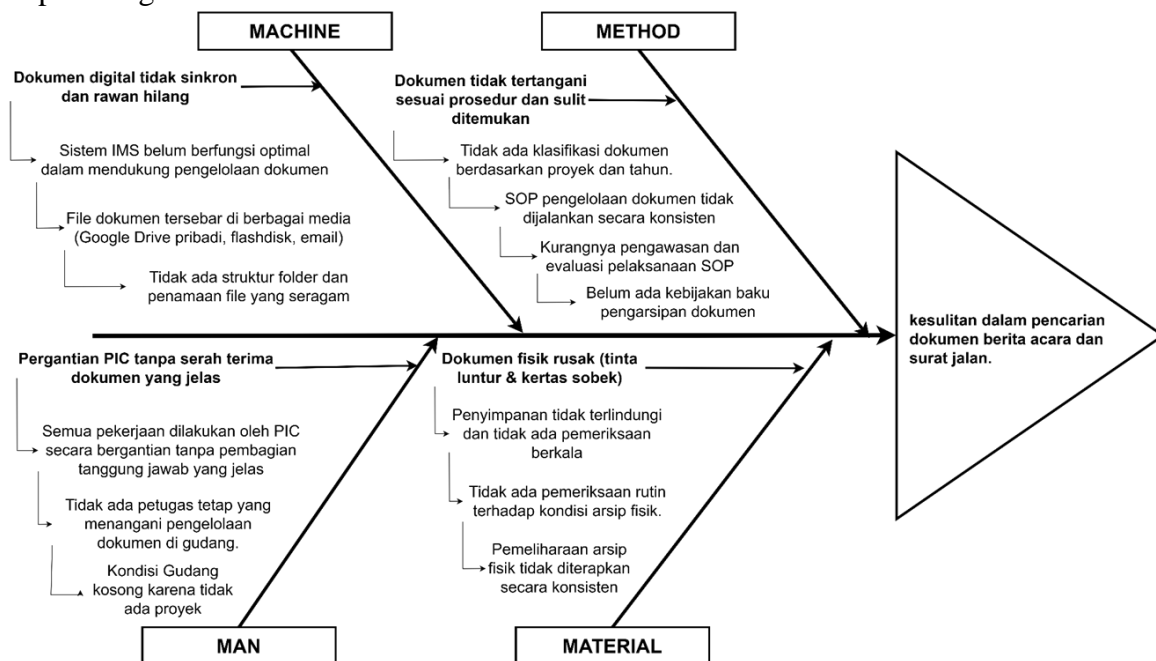 MACHINE
METHOD
Dokumen digital tidak sinkron
dan rawan hilang
Sistem IMS belum berfungsi optimal
dalam mendukung pengelolaan dokumen
File dokumen tersebar di berbagai media
(Google Drive pribadi, flashdisk, email)
Tidak ada struktur folder dan
penamaan file yang seragam
Dokumen tidak tertangani
sesuai prosedur dan sulit
ditemukan
Tidak ada klasifikasi dokumen
berdasarkan proyek dan tahun.
SOP pengelolaan dokumen tidak
dijalankan secara konsisten
Kurangnya pengawasan dan
evaluasi pelaksanaan SOP
Belum ada kebijakan baku
pengarsipan dokumen
kesulitan dalam pencarian
dokumen berita acara dan
surat jalan.
Pergantian PIC tanpa serah terima
dokumen yang jelas
Semua pekerjaan dilakukan oleh PIC
secara bergantian tanpa pembagian
tanggung jawab yang jelas
Tidak ada petugas tetap yang
menangani pengelolaan
dokumen di gudang.
Kondisi Gudang
kosong karena tidak
ada proyek
Dokumen fisik rusak (tinta
luntur & kertas sobek)
Penyimpanan tidak terlindungi
dan tidak ada pemeriksaan
berkala
Tidak ada pemeriksaan rutin
terhadap kondisi arsip fisik.
Pemeliharaan arsip
fisik tidak diterapkan
secara konsisten
MAN
MATERIAL